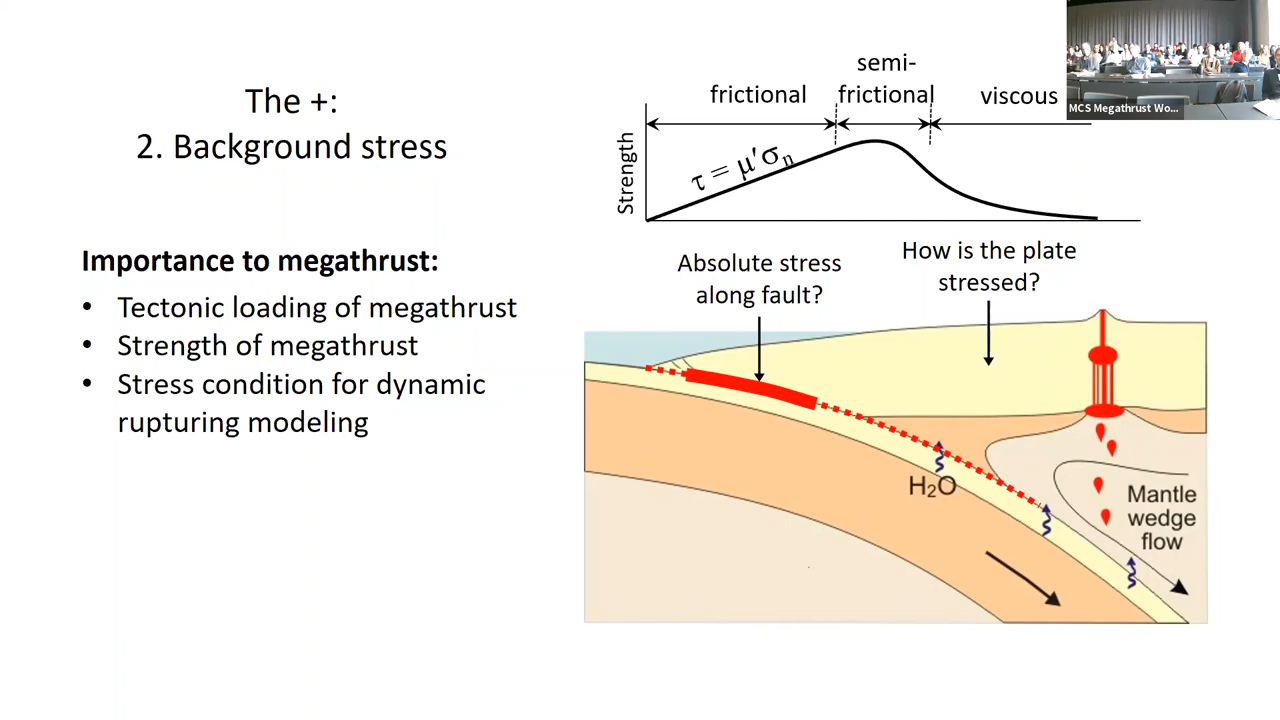 The +:
2. Background stress
Importance to megathrust:
• Tectonic loading of megathrust
• Strength of megathrust
• Stress condition for dynamic
rupturing modeling
frictional
semi-
frictional
viscous
Strength
τ = μ′σn
Absolute stress
along fault?
How is the plate
stressed?
H₂O
Mantle
wedge
flow
MCS Megathrust Wo...